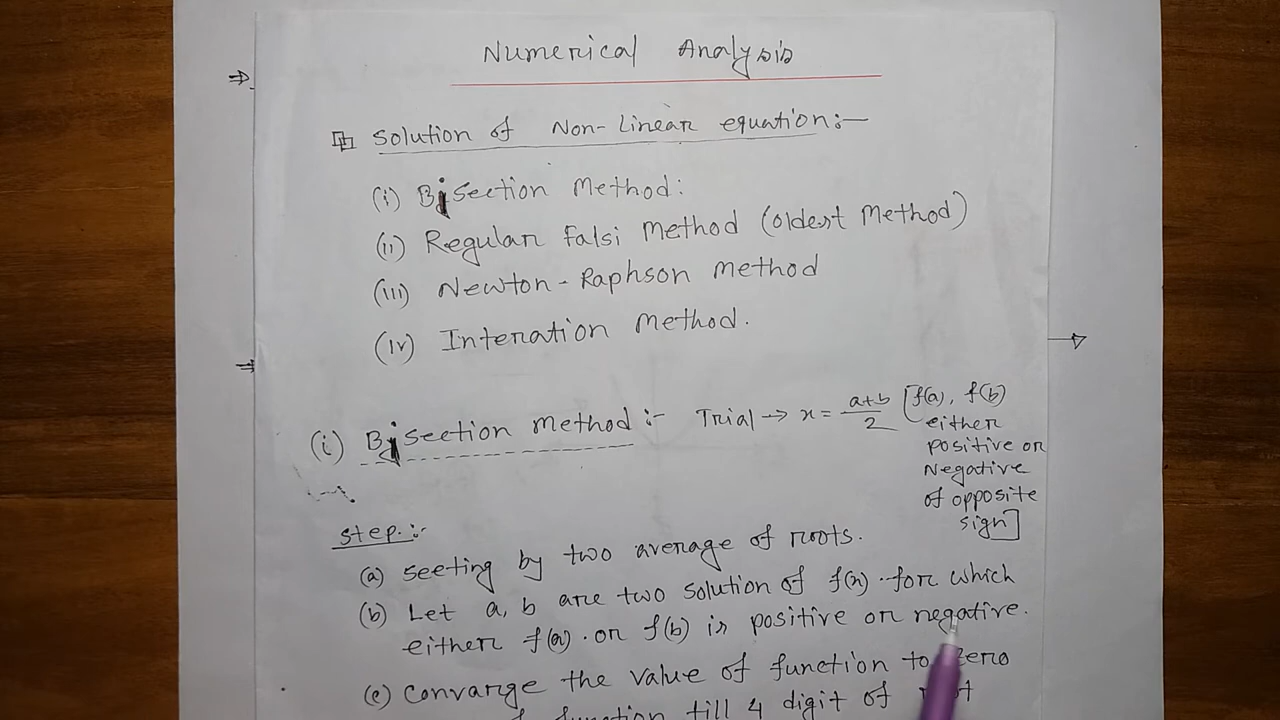 Numerical Analysis
Solution of Non-Linear equation:-
(i) Bisection Method:
(ii) Regular falsi Method (oldest Method)
(iii) Newton-Raphson method
(iv) Interation method.
(i) Bisection method :- Trial → x = a+b/2 [f(a), f(b)
either
positive or
Negative
of opposite
sign]
step:-
(a) seeting by two average of roots.
(b) Let a, b are two solution of f(x) for which
either f(a) or f(b) is positive or negative.
(c) convarge the value of function to zero
function till 4 digit of